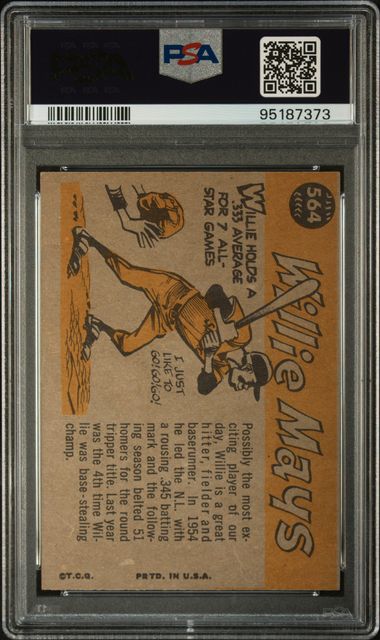 PSA
95187373
564
Willie Mays
WILLIE HOLDS A
.333 AVERAGE
FOR 7 ALL-
STAR GAMES
I JUST
LIKE TO
GO!GO!GO!
Possibly the most ex-
citing player of our
day, Willie is a great
hitter, fielder and
baserunner. In 1954
he led the N.L. with
a rousing .345 batting
mark and the follow-
ing season belted 51
homers for the round
tripper title. Last year
was the 4th time Wil-
lie was base-stealing
champ.
©T.C.G. PRTD. IN U.S.A.